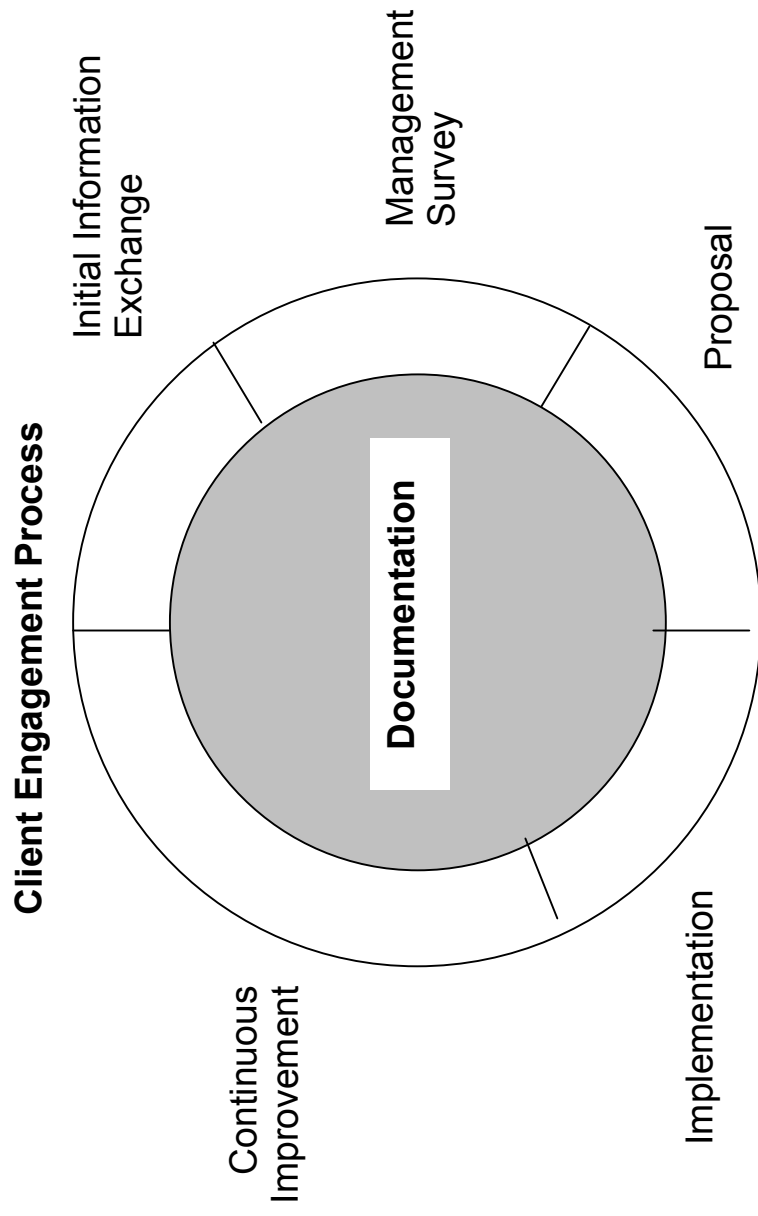 Client Engagement Process
Initial Information
Exchange
Management
Survey
Proposal
Implementation
Continuous
Improvement
Documentation